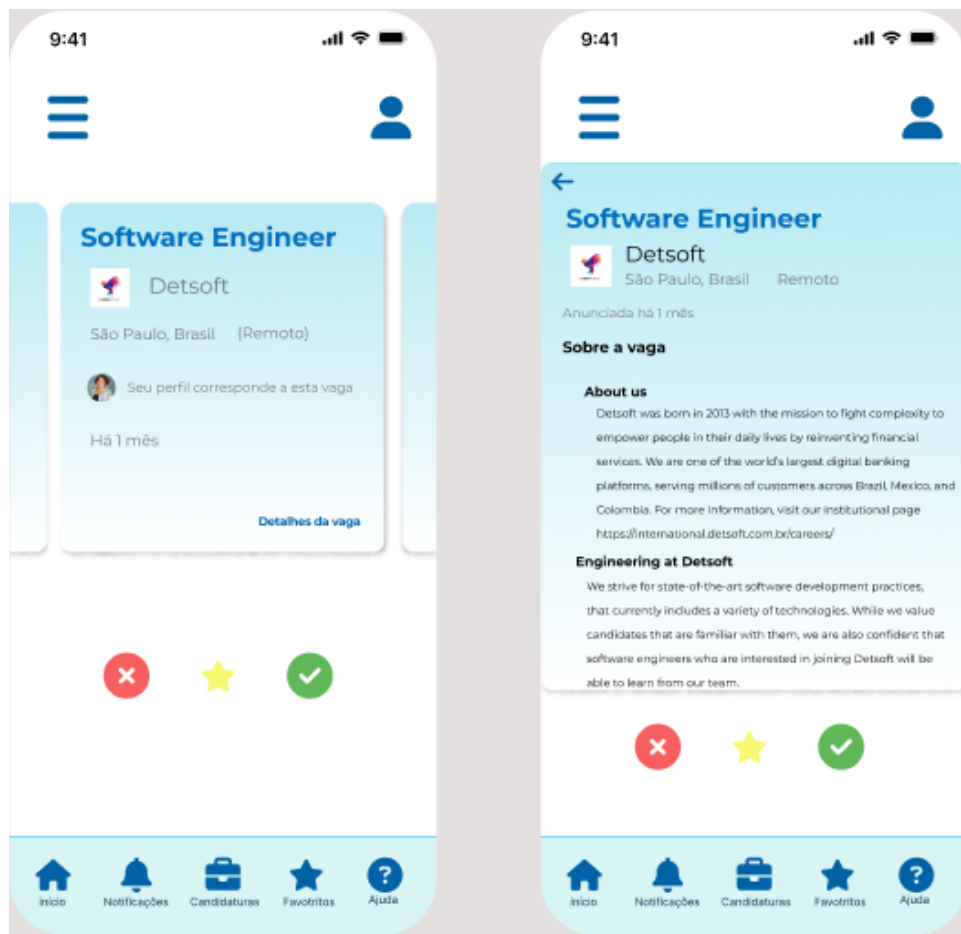 9:41
Software Engineer
Detsoft
São Paulo, Brasil (Remoto)
Seu perfil corresponde a esta vaga
Há 1 mês
Detalhes da vaga
Início
Notificações
Candidaturas
Favotritos
Ajuda
9:41
Software Engineer
Detsoft
São Paulo, Brasil Remoto
Anunciada há 1 mês
Sobre a vaga
About us
Detsoft was born in 2013 with the mission to fight complexity to
empower people in their daily lives by reinventing financial
services. We are one of the world's largest digital banking
platforms, serving millions of customers across Brazil, Mexico, and
Colombia. For more information, visit our institutional page
https://international.detsoft.com.br/careers/
Engineering at Detsoft
We strive for state-of-the-art software development practices,
that currently includes a variety of technologies. While we value
candidates that are familiar with them, we are also confident that
software engineers who are interested in joining Detsoft will be
able to learn from our team.
Início
Notificações
Candidaturas
Favotritos
Ajuda